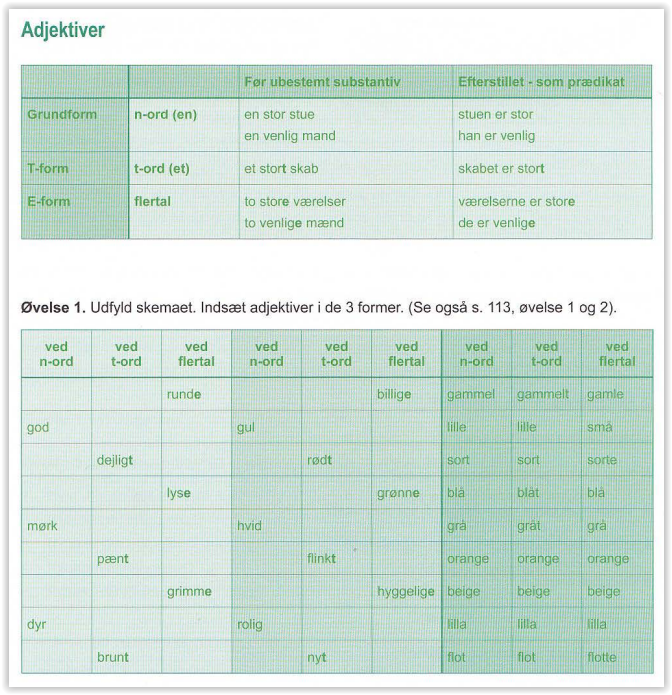 Adjektiver
Før ubestemt substantiv Efterstillet - som prædikat
Grundform n-ord (en) en stor stue stuen er stor
en venlig mand han er venlig
T-form t-ord (et) et stort skab skabet er stort
E-form flertal to store værelser værelserne er store
to venlige mænd de er venlige
Øvelse 1. Udfyld skemaet. Indsæt adjektiver i de 3 former. (Se også s. 113, øvelse 1 og 2).
ved ved ved ved ved ved ved ved ved
n-ord t-ord flertal n-ord t-ord flertal n-ord t-ord flertal
runde billige gammel gammelt gamle
god gul lille lille små
dejligt rødt sort sort sorte
lyse grønne blå blåt blå
mørk hvid grå gråt grå
pænt flinkt orange orange orange
grimme hyggelige beige beige beige
dyr rolig lilla lilla lilla
brunt nyt flot flot flotte